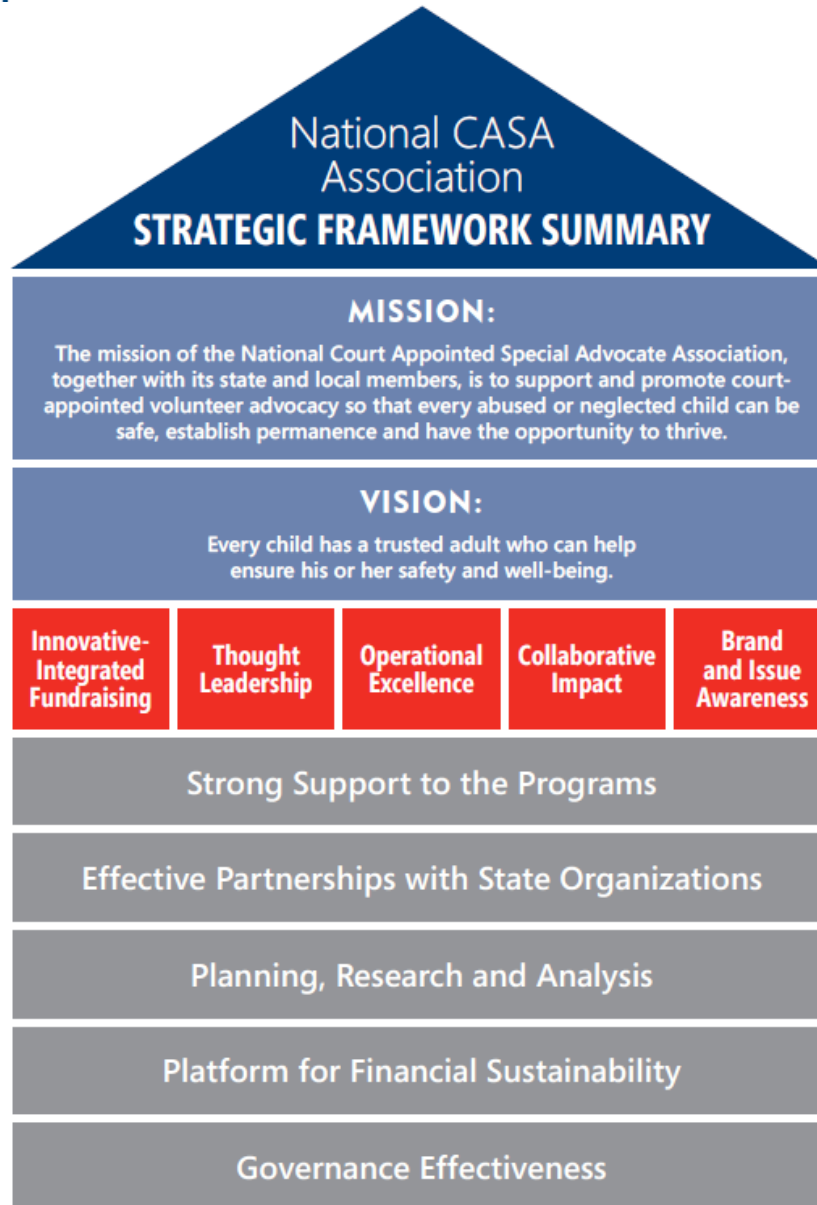 National CASA
Association
STRATEGIC FRAMEWORK SUMMARY
MISSION:
The mission of the National Court Appointed Special Advocate Association,
together with its state and local members, is to support and promote court-
appointed volunteer advocacy so that every abused or neglected child can be
safe, establish permanence and have the opportunity to thrive.
VISION:
Every child has a trusted adult who can help
ensure his or her safety and well-being.
Innovative-
Integrated
Fundraising
Thought
Leadership
Operational
Excellence
Collaborative
Impact
Brand
and Issue
Awareness
Strong Support to the Programs
Effective Partnerships with State Organizations
Planning, Research and Analysis
Platform for Financial Sustainability
Governance Effectiveness